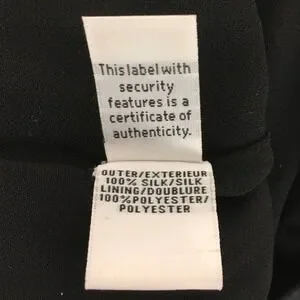 This label with
security
features is a
certificate of
authenticity.
OUTER/EXTERIEUR
100% SILK/SILK
LINING/DOUBLURE
100%POLYESTER/
POLYESTER